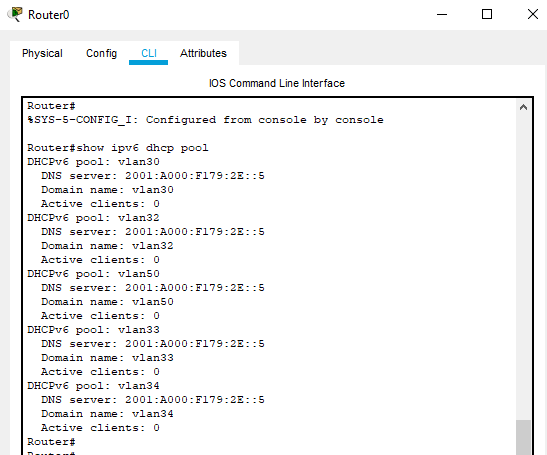 Router0
Physical Config CLI Attributes
IOS Command Line Interface
Router#
%SYS-5-CONFIG_I: Configured from console by console
Router#show ipv6 dhcp pool
DHCPv6 pool: vlan30
DNS server: 2001:A000:F179:2E::5
Domain name: vlan30
Active clients: 0
DHCPv6 pool: vlan32
DNS server: 2001:A000:F179:2E::5
Domain name: vlan32
Active clients: 0
DHCPv6 pool: vlan50
DNS server: 2001:A000:F179:2E::5
Domain name: vlan50
Active clients: 0
DHCPv6 pool: vlan33
DNS server: 2001:A000:F179:2E::5
Domain name: vlan33
Active clients: 0
DHCPv6 pool: vlan34
DNS server: 2001:A000:F179:2E::5
Domain name: vlan34
Active clients: 0
Router#
Router#